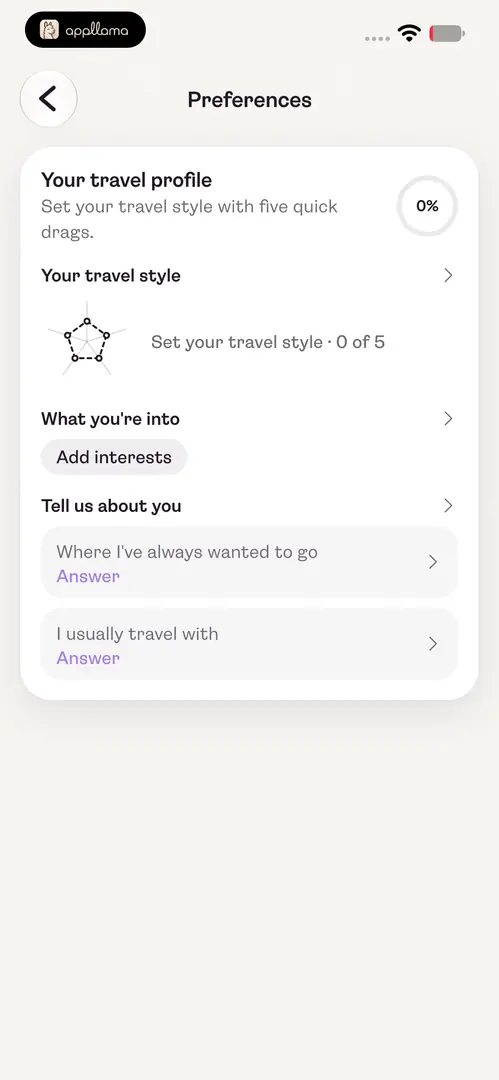 appllama
Preferences
Your travel profile
Set your travel style with five quick
drags.
0%
Your travel style
Set your travel style · 0 of 5
What you're into
Add interests
Tell us about you
Where I've always wanted to go
Answer
I usually travel with
Answer